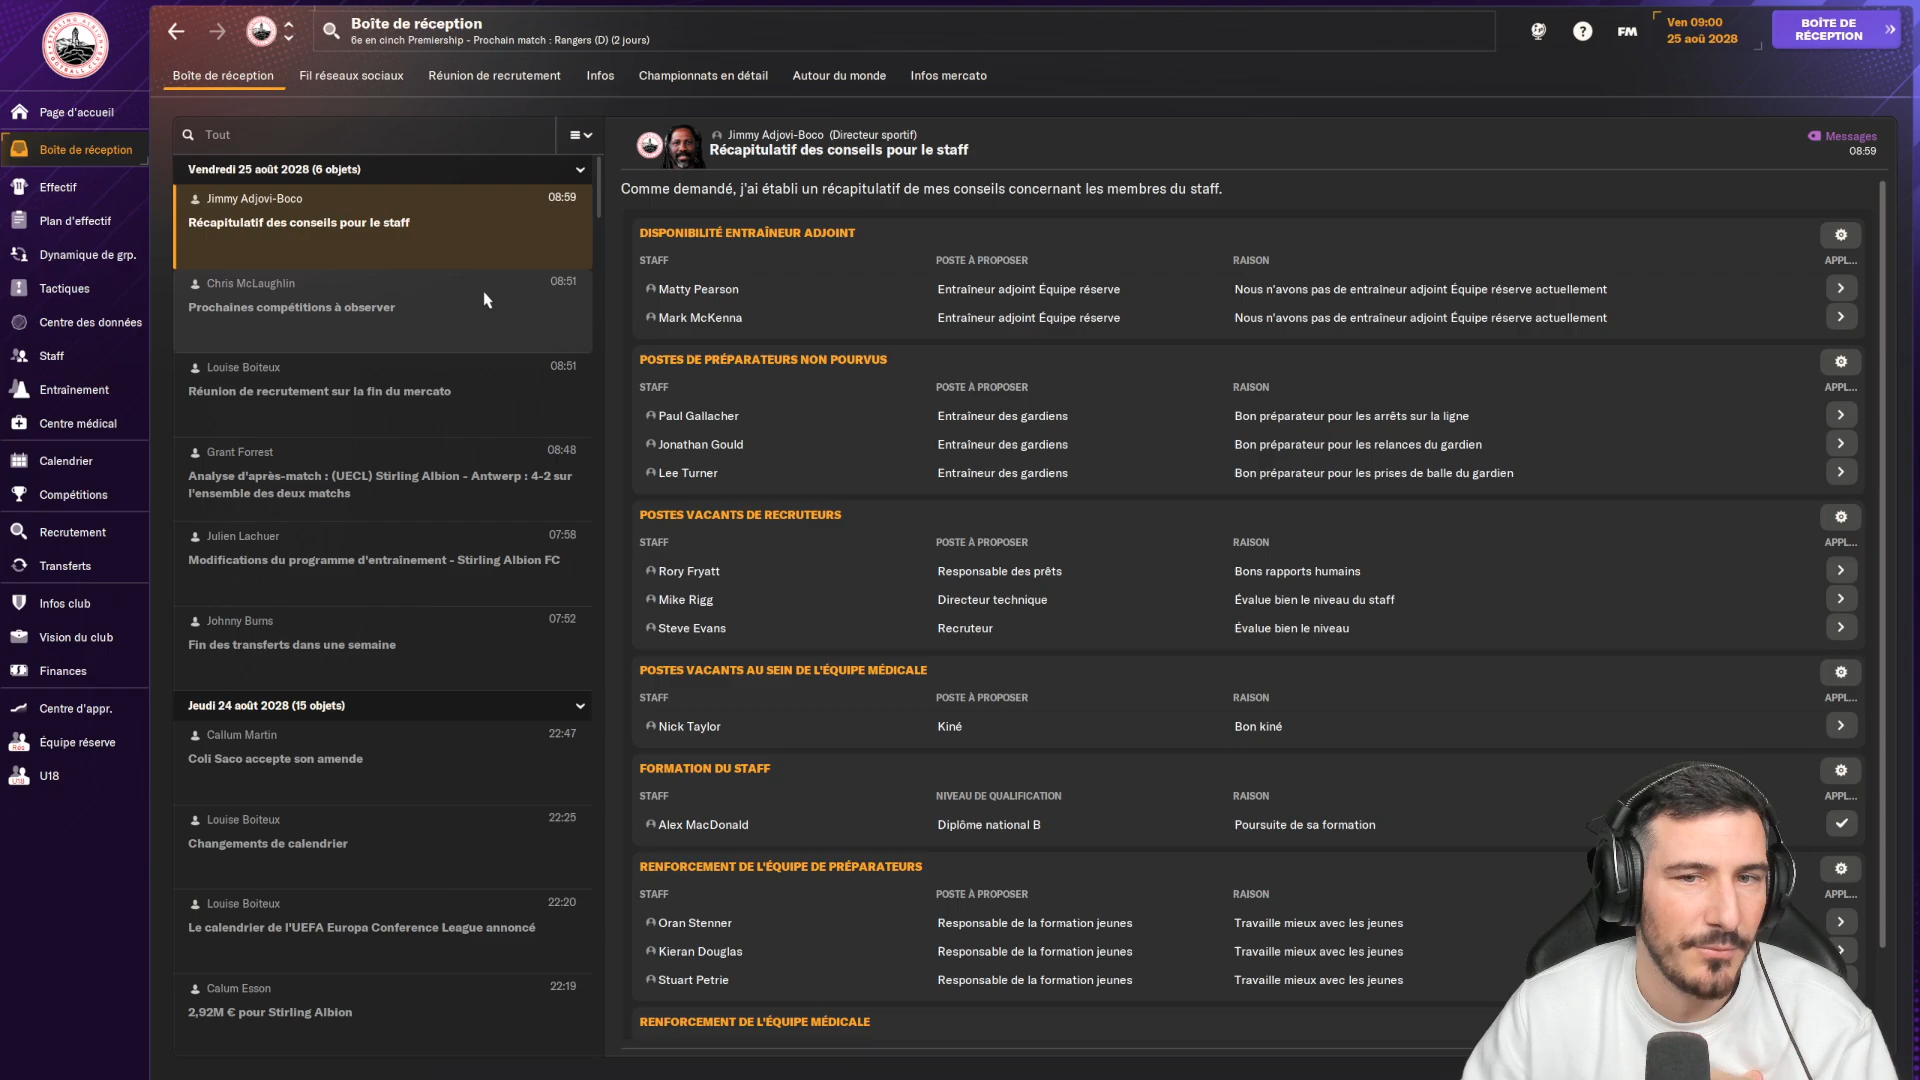 Boîte de réception
6e en cinch Premiership - Prochain match : Rangers (D) (2 jours)
FM
Ven 09:00
25 aoû 2028
BOÎTE DE
RÉCEPTION
Boîte de réception
Fil réseaux sociaux
Réunion de recrutement
Infos
Championnats en détail
Autour du monde
Infos mercato
Page d'accueil
Boîte de réception
Effectif
Plan d'effectif
Dynamique de grp.
Tactiques
Centre des données
Staff
Entraînement
Centre médical
Calendrier
Compétitions
Recrutement
Transferts
Infos club
Vision du club
Finances
Centre d'appr.
Équipe réserve
U18
Tout
Vendredi 25 août 2028 (6 objets)
Jimmy Adjovi-Boco 08:59
Récapitulatif des conseils pour le staff
Chris McLaughlin 08:51
Prochaines compétitions à observer
Louise Boiteux 08:51
Réunion de recrutement sur la fin du mercato
Grant Forrest 08:48
Analyse d'après-match : (UECL) Stirling Albion - Antwerp : 4-2 sur
l'ensemble des deux matchs
Julien Lachuer 07:58
Modifications du programme d'entraînement - Stirling Albion FC
Johnny Burns 07:52
Fin des transferts dans une semaine
Jeudi 24 août 2028 (15 objets)
Callum Martin 22:47
Coli Saco accepte son amende
Louise Boiteux 22:25
Changements de calendrier
Louise Boiteux 22:20
Le calendrier de l'UEFA Europa Conference League annoncé
Calum Esson 22:19
2,92M € pour Stirling Albion
Jimmy Adjovi-Boco (Directeur sportif)
Récapitulatif des conseils pour le staff
Messages
08:59
Comme demandé, j'ai établi un récapitulatif de mes conseils concernant les membres du staff.
DISPONIBILITÉ ENTRAÎNEUR ADJOINT
STAFF POSTE À PROPOSER RAISON APPL...
Matty Pearson Entraîneur adjoint Équipe réserve Nous n'avons pas de entraîneur adjoint Équipe réserve actuellement
Mark McKenna Entraîneur adjoint Équipe réserve Nous n'avons pas de entraîneur adjoint Équipe réserve actuellement
POSTES DE PRÉPARATEURS NON POURVUS
STAFF POSTE À PROPOSER RAISON APPL...
Paul Gallacher Entraîneur des gardiens Bon préparateur pour les arrêts sur la ligne
Jonathan Gould Entraîneur des gardiens Bon préparateur pour les relances du gardien
Lee Turner Entraîneur des gardiens Bon préparateur pour les prises de balle du gardien
POSTES VACANTS DE RECRUTEURS
STAFF POSTE À PROPOSER RAISON APPL...
Rory Fryatt Responsable des prêts Bons rapports humains
Mike Rigg Directeur technique Évalue bien le niveau du staff
Steve Evans Recruteur Évalue bien le niveau
POSTES VACANTS AU SEIN DE L'ÉQUIPE MÉDICALE
STAFF POSTE À PROPOSER RAISON APPL...
Nick Taylor Kiné Bon kiné
FORMATION DU STAFF
STAFF NIVEAU DE QUALIFICATION RAISON APPL...
Alex MacDonald Diplôme national B Poursuite de sa formation
RENFORCEMENT DE L'ÉQUIPE DE PRÉPARATEURS
STAFF POSTE À PROPOSER RAISON APPL...
Oran Stenner Responsable de la formation jeunes Travaille mieux avec les jeunes
Kieran Douglas Responsable de la formation jeunes Travaille mieux avec les jeunes
Stuart Petrie Responsable de la formation jeunes Travaille mieux avec les jeunes
RENFORCEMENT DE L'ÉQUIPE MÉDICALE